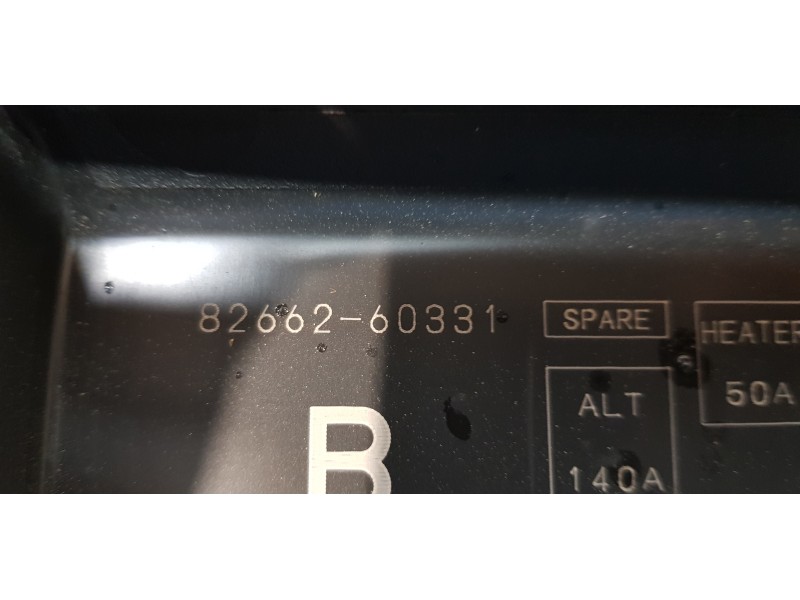 82662-60331
SPARE
HEATER
50A
ALT
140A
B